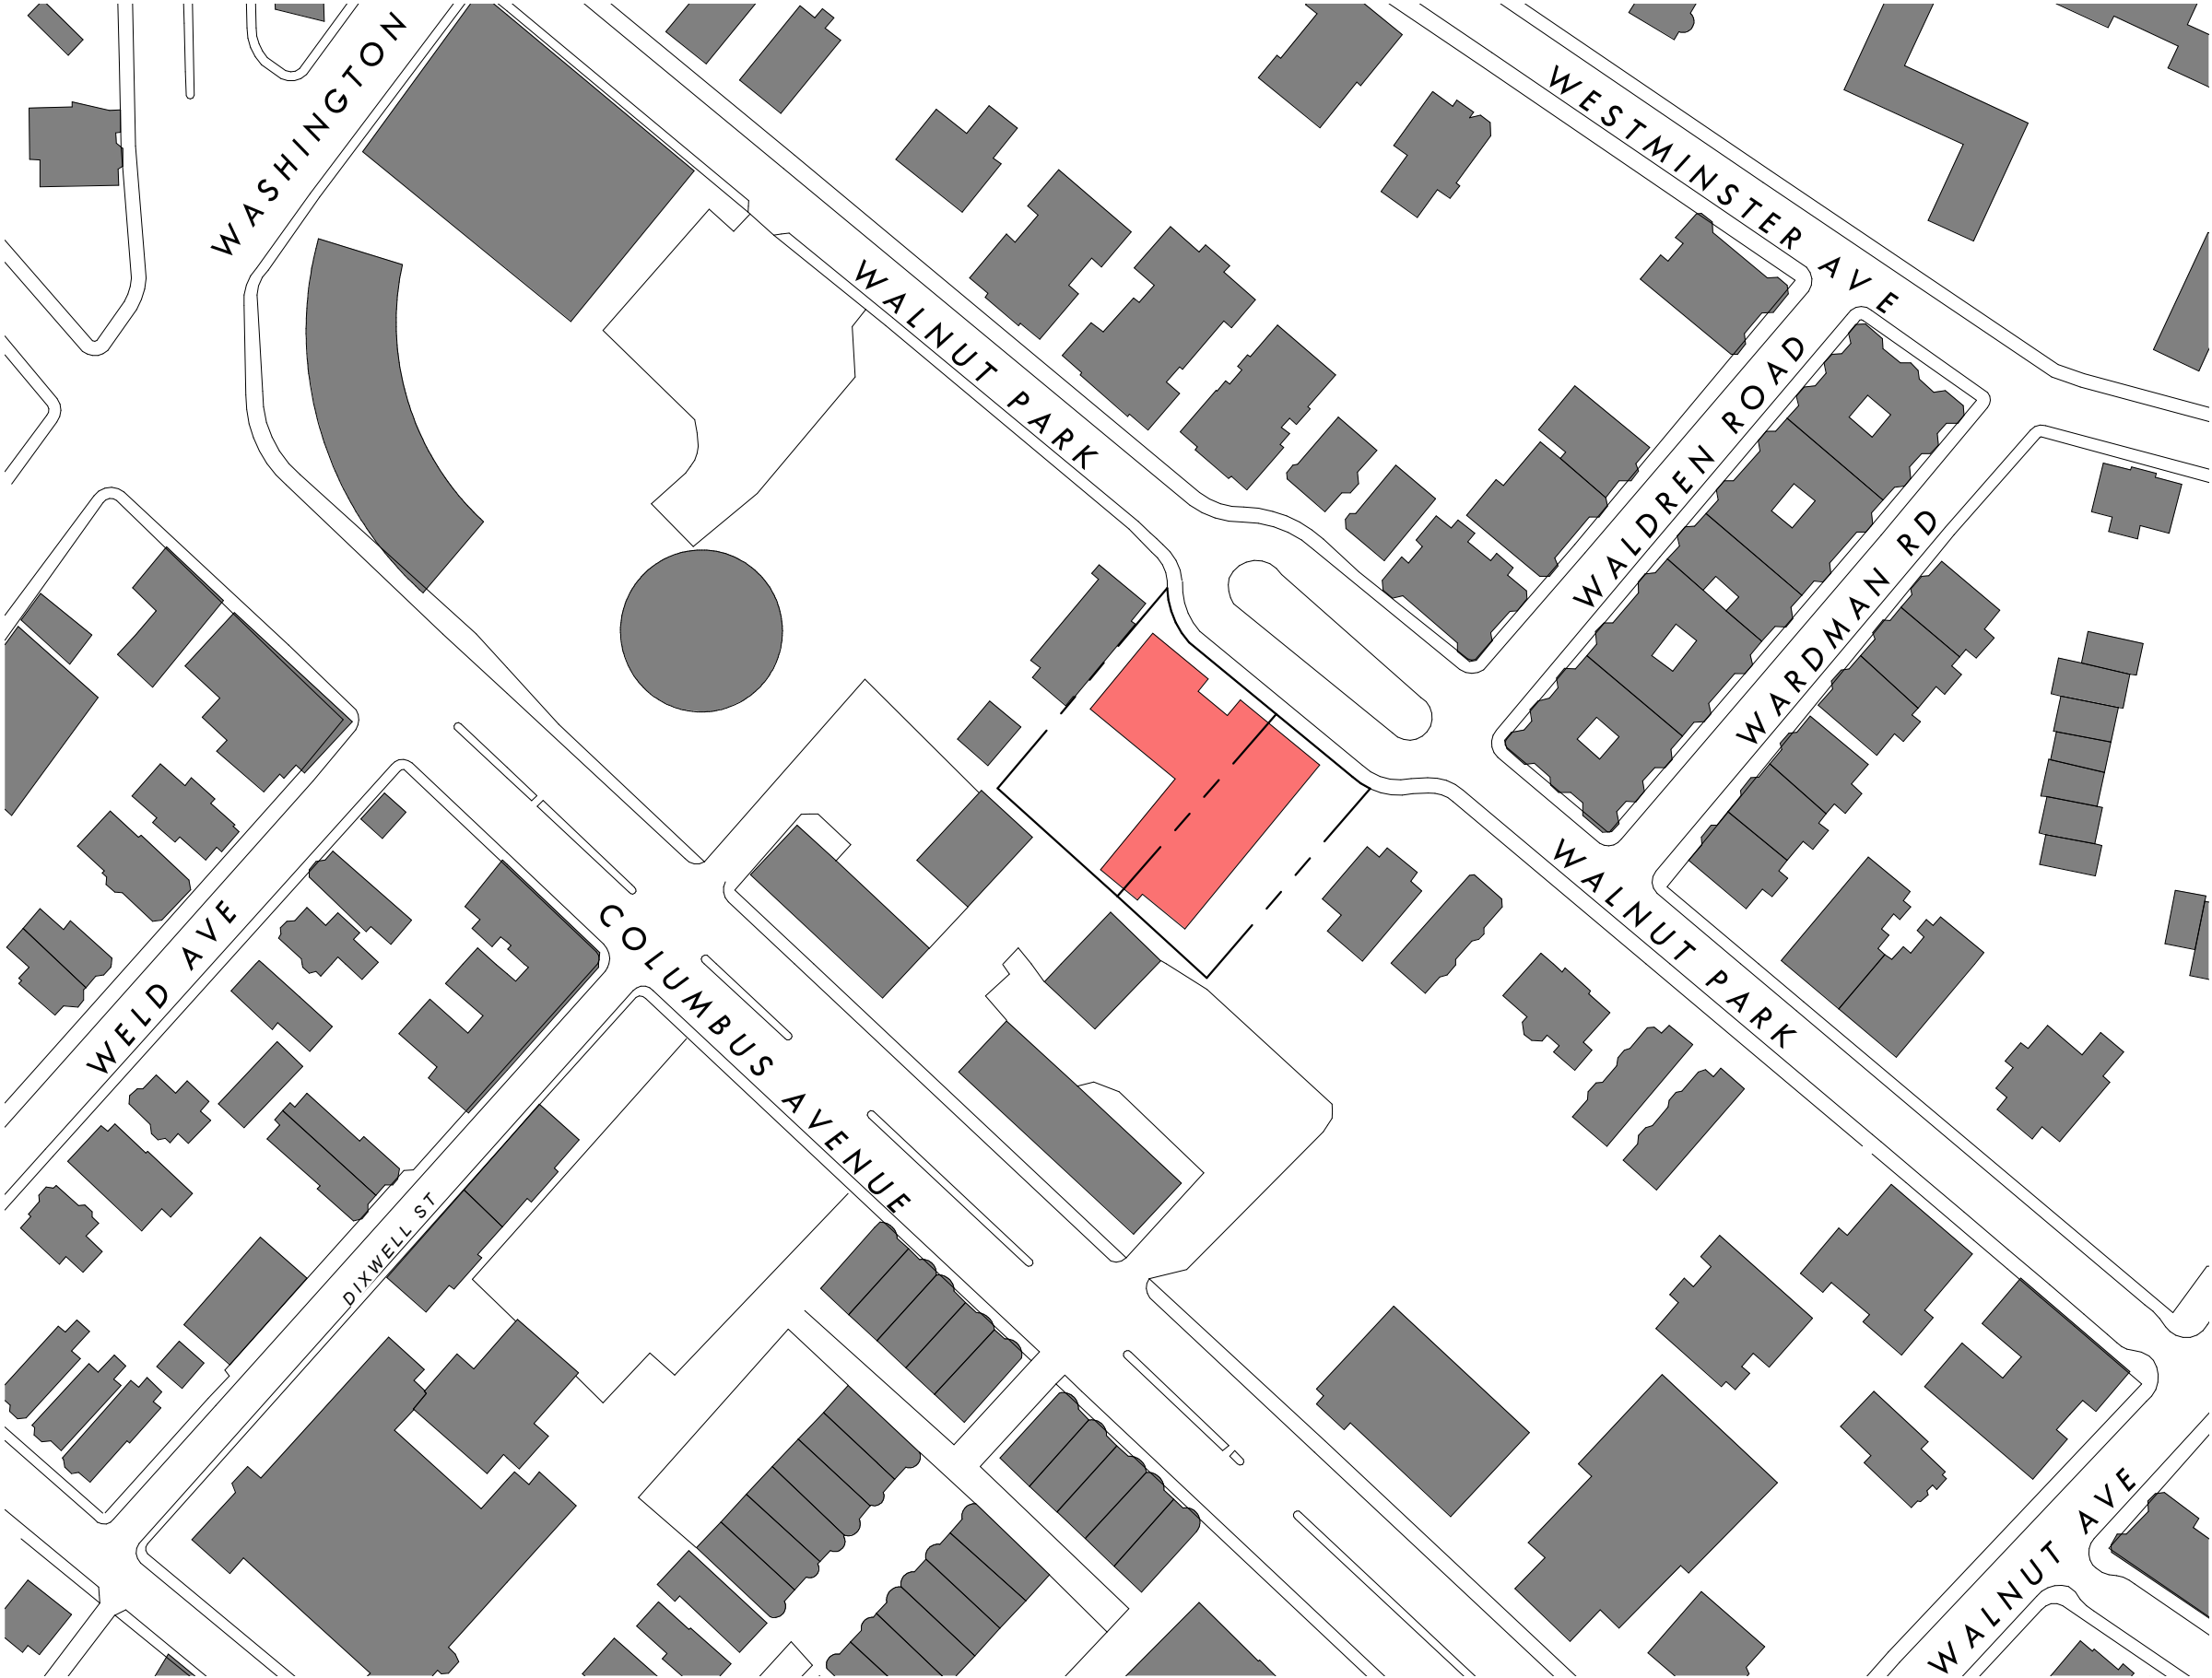 WASHINGTON
WESTMINSTER AVE
WALNUT PARK
WALDREN ROAD
WARDMAN RD
WALNUT PARK
WELD AVE
COLUMBUS AVENUE
DIXWELL ST
WALNUT AVE